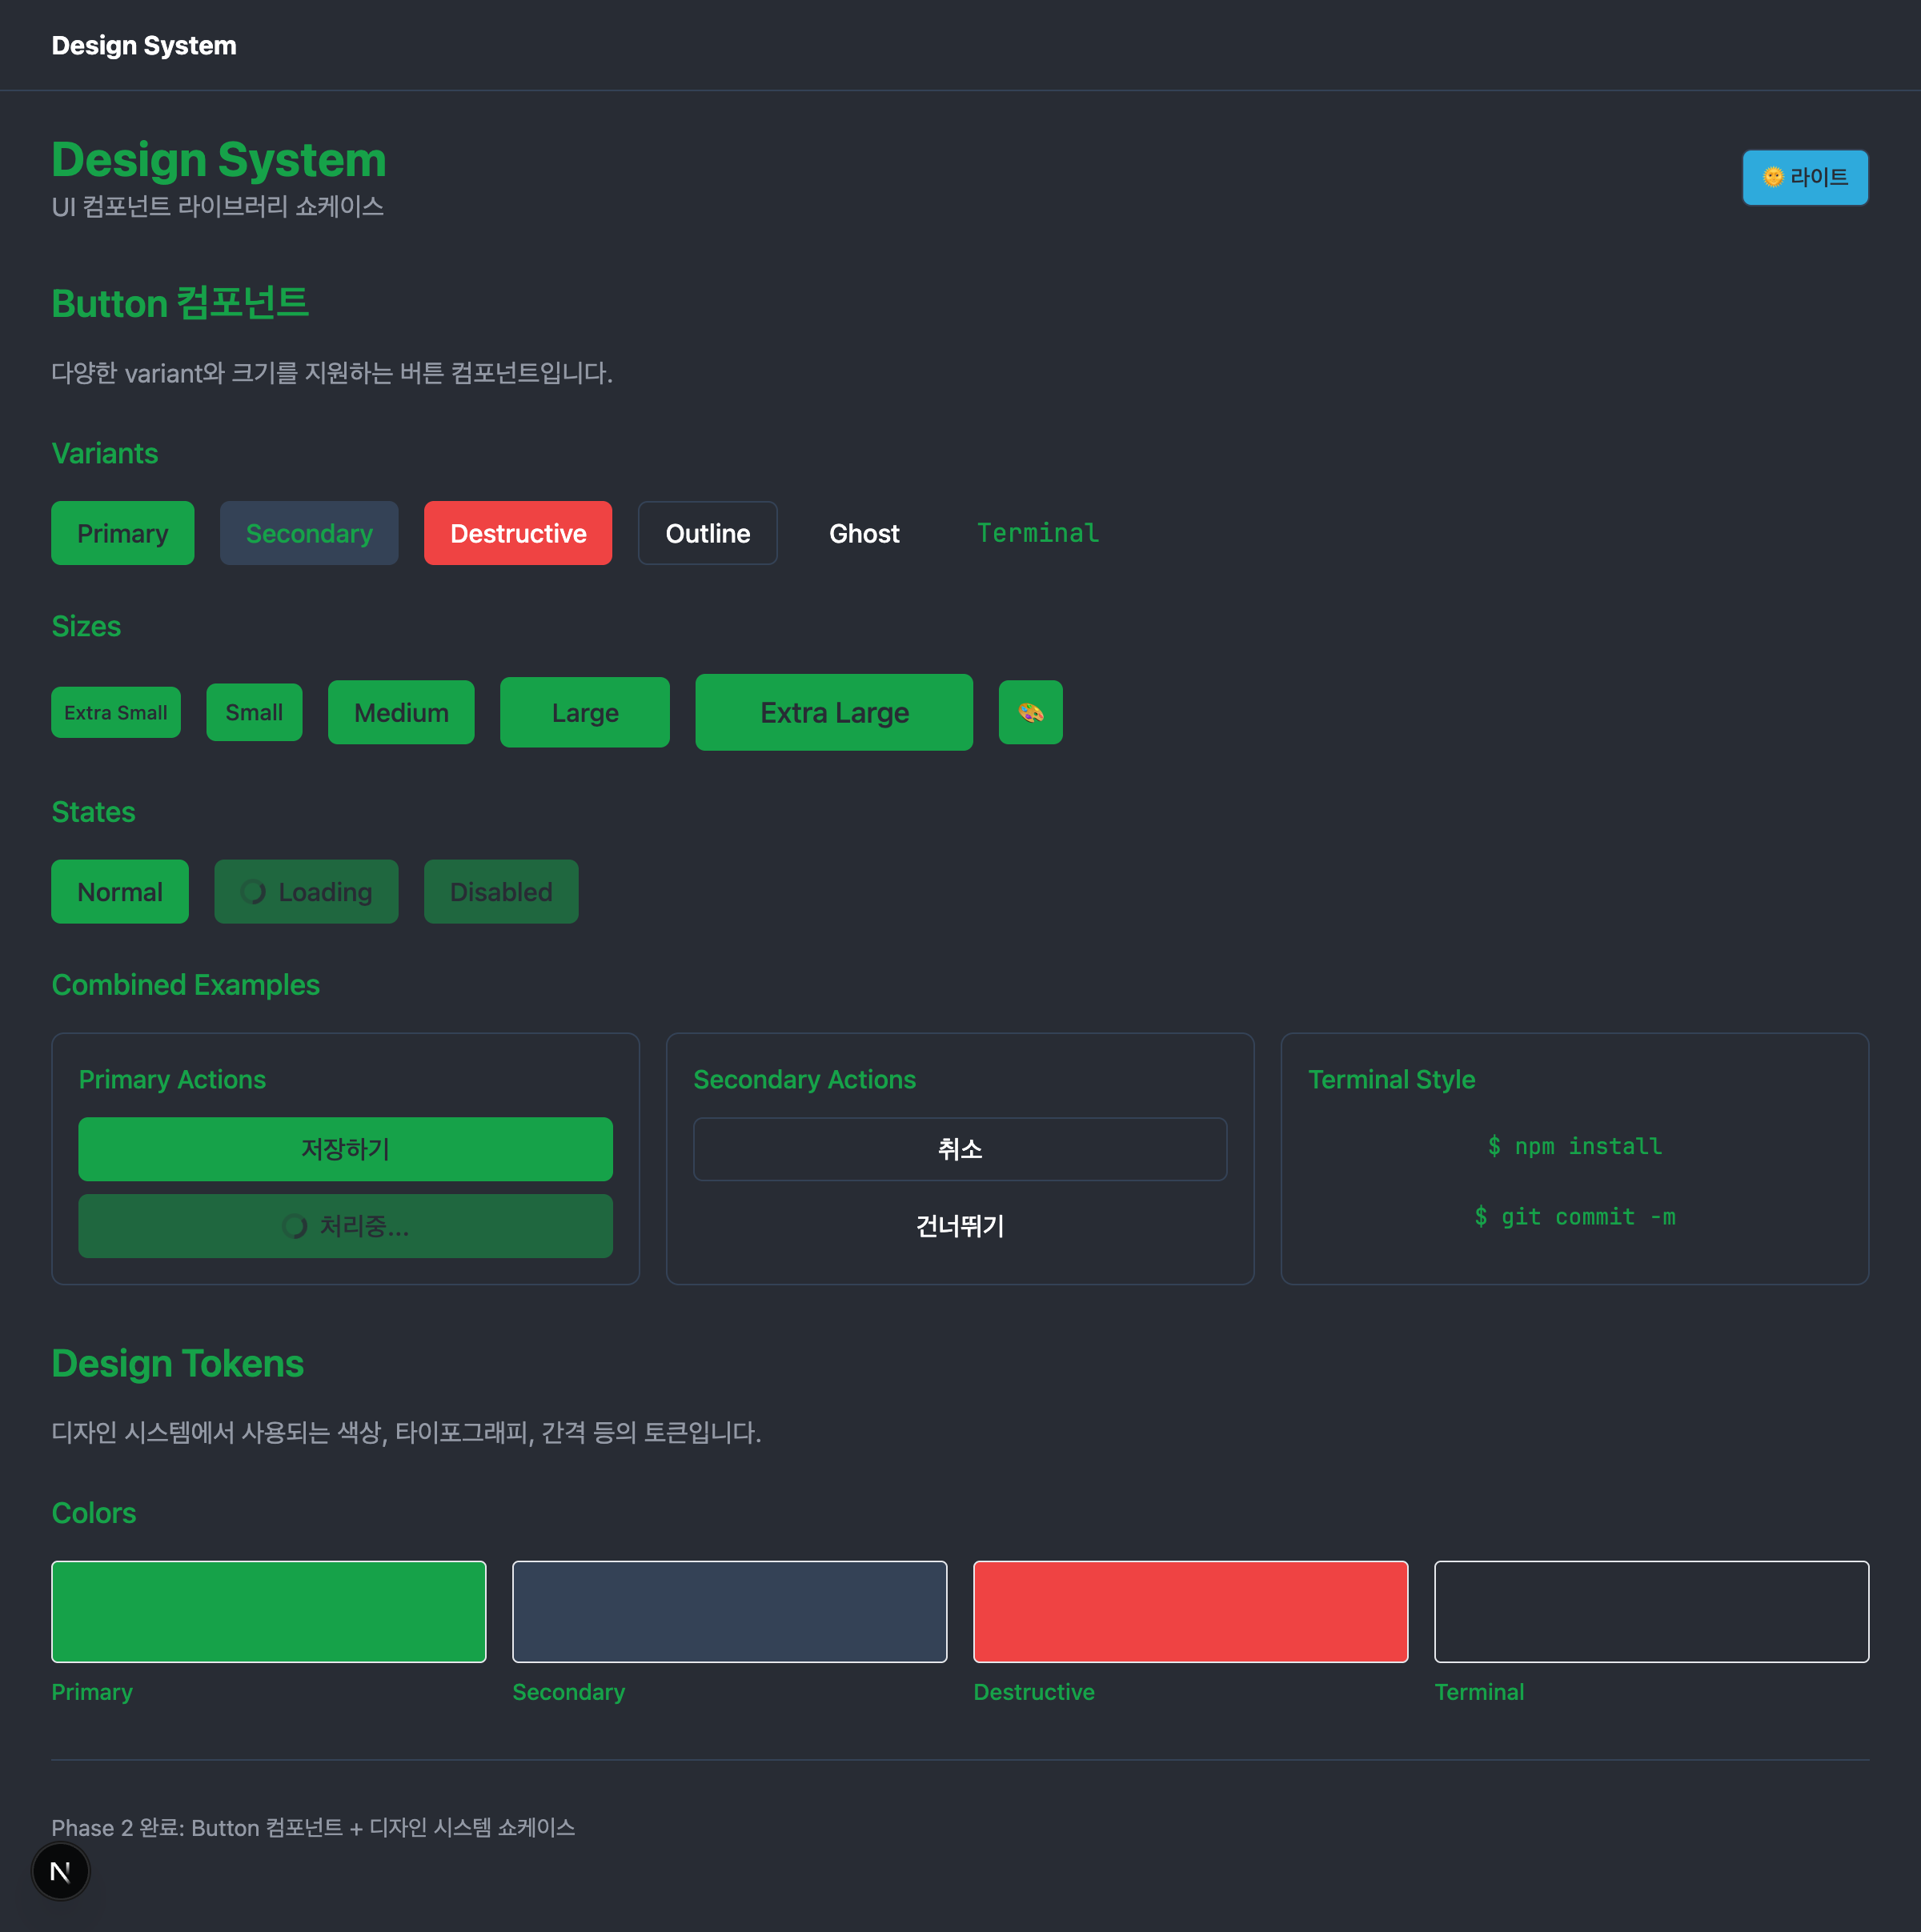 Design System
Design System
UI 컴포넌트 라이브러리 쇼케이스
🌞 라이트
Button 컴포넌트
다양한 variant와 크기를 지원하는 버튼 컴포넌트입니다.
Variants
Primary Secondary Destructive Outline Ghost Terminal
Sizes
Extra Small Small Medium Large Extra Large 🎨
States
Normal Loading Disabled
Combined Examples
Primary Actions
저장하기
처리중...
Secondary Actions
취소
건너뛰기
Terminal Style
$ npm install
$ git commit -m
Design Tokens
디자인 시스템에서 사용되는 색상, 타이포그래피, 간격 등의 토큰입니다.
Colors
Primary Secondary Destructive Terminal
Phase 2 완료: Button 컴포넌트 + 디자인 시스템 쇼케이스
N